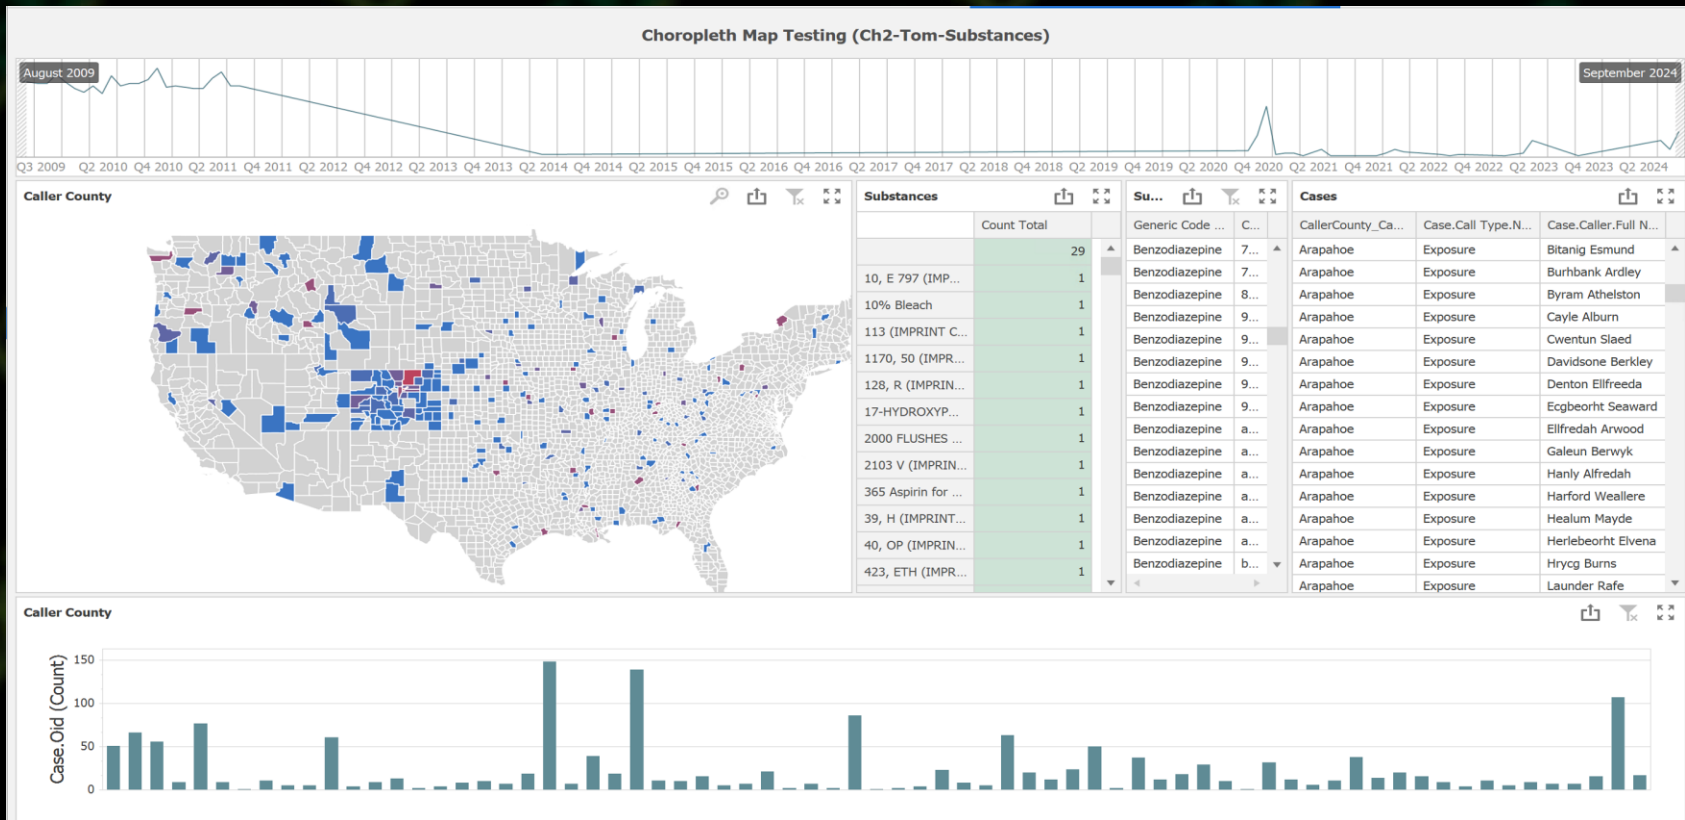 Choropleth Map Testing (Ch2-Tom-Substances)
August 2009
September 2024
Q3 2009 Q2 2010 Q4 2010 Q2 2011 Q4 2011 Q2 2012 Q4 2012 Q2 2013 Q4 2013 Q2 2014 Q4 2014 Q2 2015 Q4 2015 Q2 2016 Q4 2016 Q2 2017 Q4 2017 Q2 2018 Q4 2018 Q2 2019 Q4 2019 Q2 2020 Q4 2020 Q2 2021 Q4 2021 Q2 2022 Q4 2022 Q2 2023 Q4 2023 Q2 2024
Caller County
Substances
Count Total
29
10, E 797 (IMP... 1
10% Bleach 1
113 (IMPRINT C... 1
1170, 50 (IMPR... 1
128, R (IMPRIN... 1
17-HYDROXYP... 1
2000 FLUSHES ... 1
2103 V (IMPRIN... 1
365 Aspirin for ... 1
39, H (IMPRINT... 1
40, OP (IMPRIN... 1
423, ETH (IMPR... 1
Su...
Generic Code ... C...
Benzodiazepine 7...
Benzodiazepine 7...
Benzodiazepine 8...
Benzodiazepine 9...
Benzodiazepine 9...
Benzodiazepine 9...
Benzodiazepine 9...
Benzodiazepine 9...
Benzodiazepine a...
Benzodiazepine a...
Benzodiazepine a...
Benzodiazepine a...
Benzodiazepine a...
Benzodiazepine a...
Benzodiazepine b...
Cases
CallerCounty_Ca... Case.Call Type.N... Case.Caller.Full N...
Arapahoe Exposure Bitanig Esmund
Arapahoe Exposure Burhbank Ardley
Arapahoe Exposure Byram Athelston
Arapahoe Exposure Cayle Alburn
Arapahoe Exposure Cwentun Slaed
Arapahoe Exposure Davidsone Berkley
Arapahoe Exposure Denton Ellfreeda
Arapahoe Exposure Ecgbeorht Seaward
Arapahoe Exposure Ellfredah Arwood
Arapahoe Exposure Galeun Berwyk
Arapahoe Exposure Hanly Alfredah
Arapahoe Exposure Harford Weallere
Arapahoe Exposure Healum Mayde
Arapahoe Exposure Herlebeorht Elvena
Arapahoe Exposure Hrycg Burns
Arapahoe Exposure Launder Rafe
Caller County
Case.Oid (Count)
150
100
50
0